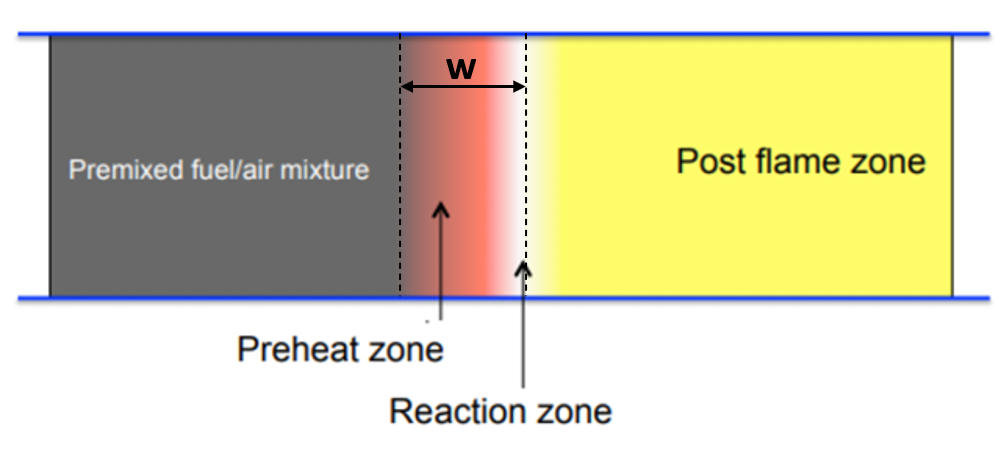 W
Premixed fuel/air mixture
Post flame zone
Preheat zone
Reaction zone